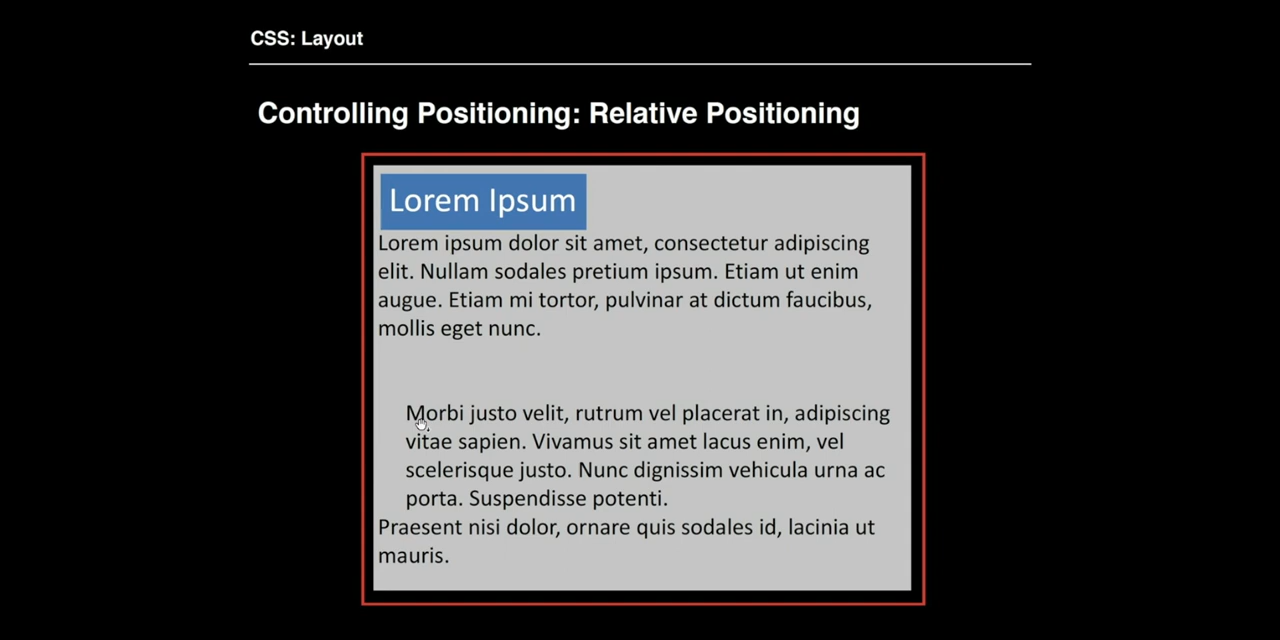 CSS: Layout
Controlling Positioning: Relative Positioning
Lorem Ipsum
Lorem ipsum dolor sit amet, consectetur adipiscing
elit. Nullam sodales pretium ipsum. Etiam ut enim
augue. Etiam mi tortor, pulvinar at dictum faucibus,
mollis eget nunc.
Morbi justo velit, rutrum vel placerat in, adipiscing
vitae sapien. Vivamus sit amet lacus enim, vel
scelerisque justo. Nunc dignissim vehicula urna ac
porta. Suspendisse potenti.
Praesent nisi dolor, ornare quis sodales id, lacinia ut
mauris.